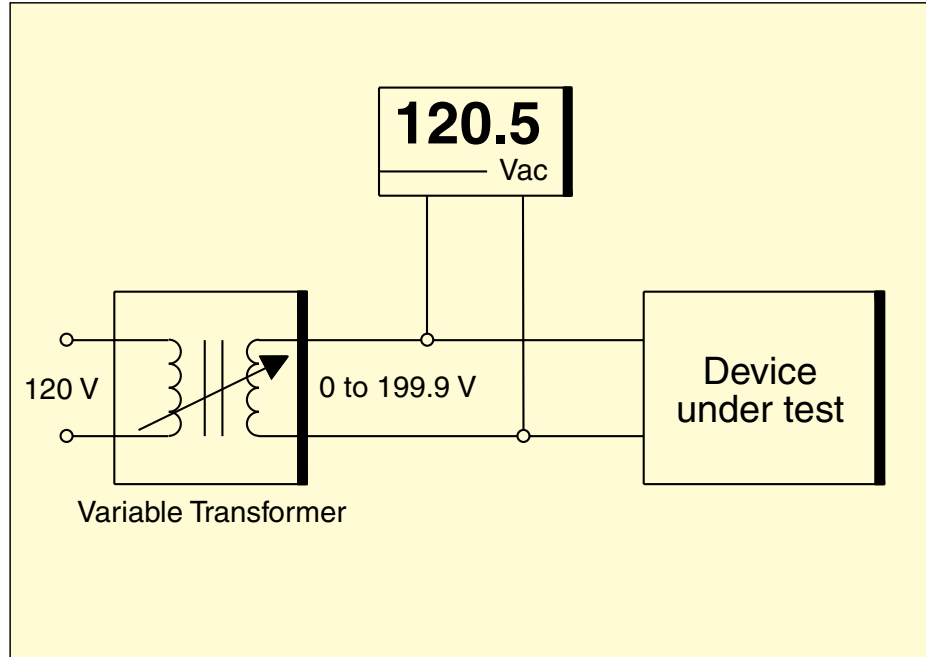 120.5
Vac
120 V
0 to 199.9 V
Device
under test
Variable Transformer